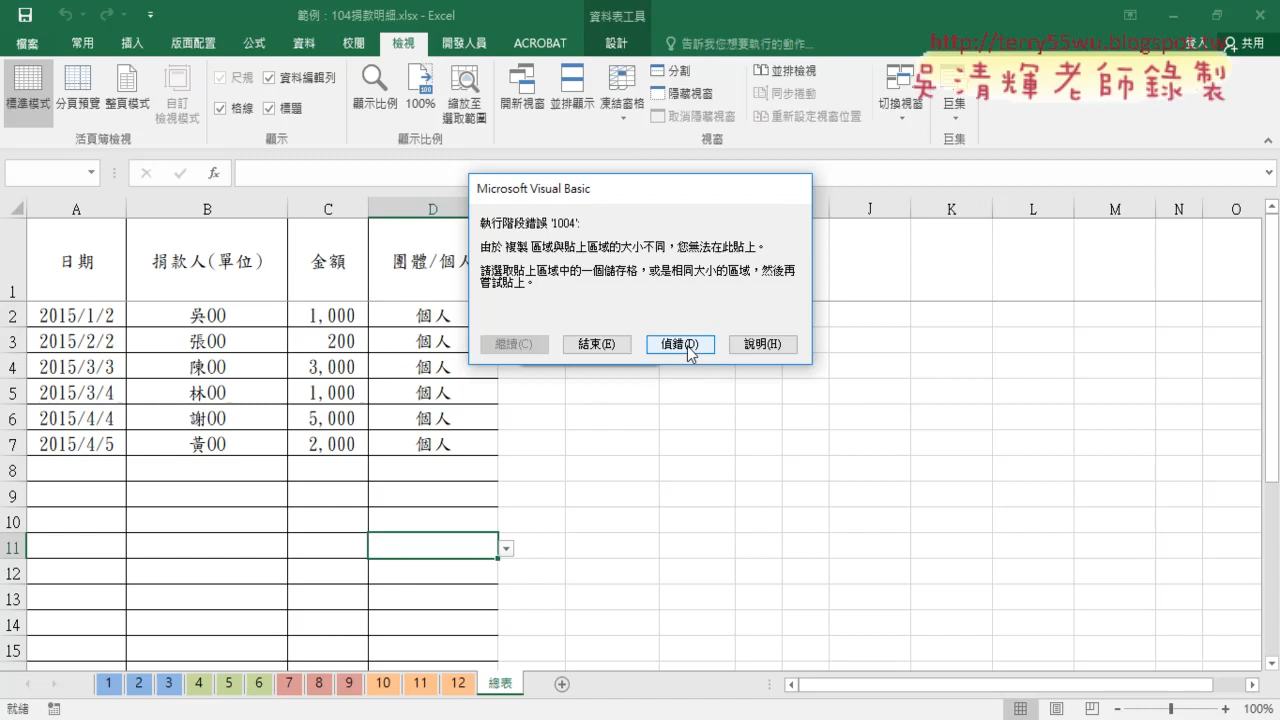 範例：104捐款明細.xlsx - Excel
資料表工具
檔案 常用 插入 版面配置 公式 資料 校閱 檢視 開發人員 ACROBAT 設計 告訴我您想要執行的動作... 登入 共用
http://terry55wu.blogspot.tw
吳清輝老師錄製
標準模式 分頁預覽 整頁模式 自訂檢視模式
尺規 資料編輯列
格線 標題
顯示比例 100% 縮放至選取範圍
開新視窗 並排顯示 凍結窗格
分割
隱藏視窗
取消隱藏視窗
並排檢視
同步捲動
重新設定視窗位置
切換視窗 巨集
活頁簿檢視 顯示 顯示比例 視窗 巨集
fx
A B C D J K L M N O
1 日期 捐款人(單位) 金額 團體/個人
2 2015/1/2 吳OO 1,000 個人
3 2015/2/2 張OO 200 個人
4 2015/3/3 陳OO 3,000 個人
5 2015/3/4 林OO 1,000 個人
6 2015/4/4 謝OO 5,000 個人
7 2015/4/5 黃OO 2,000 個人
8
9
10
11
12
13
14
15
Microsoft Visual Basic
執行階段錯誤 '1004':
由於 複製 區域與貼上區域的大小不同，您無法在此貼上。
請選取貼上區域中的一個儲存格，或是相同大小的區域，然後再
嘗試貼上。
繼續(C) 結束(E) 偵錯(D) 說明(H)
1 2 3 4 5 6 7 8 9 10 11 12 總表
就緒 100%